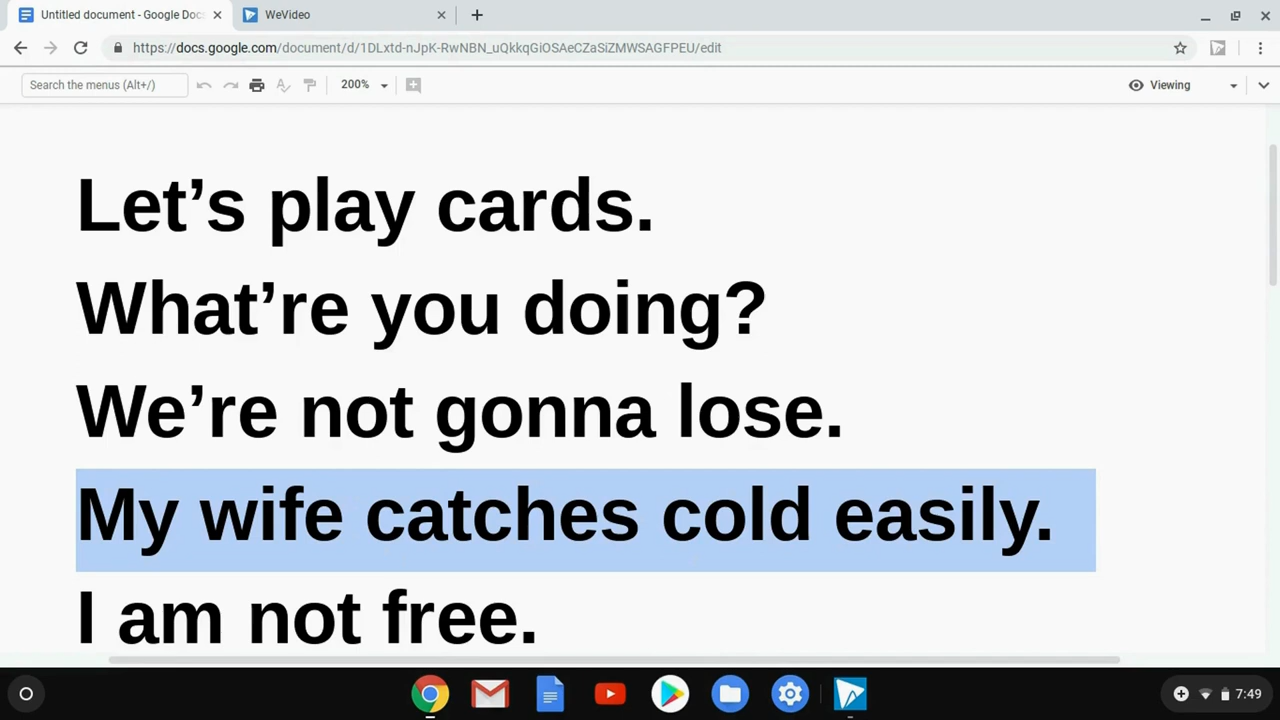 Untitled document - Google Docs
WeVideo
https://docs.google.com/document/d/1DLxtd-nJpK-RwNBN_uQkkqGiOSAeCZaSiZMWSAGFPEU/edit
Search the menus (Alt+/)
200%
Viewing
Let’s play cards.
What’re you doing?
We’re not gonna lose.
My wife catches cold easily.
I am not free.
7:49